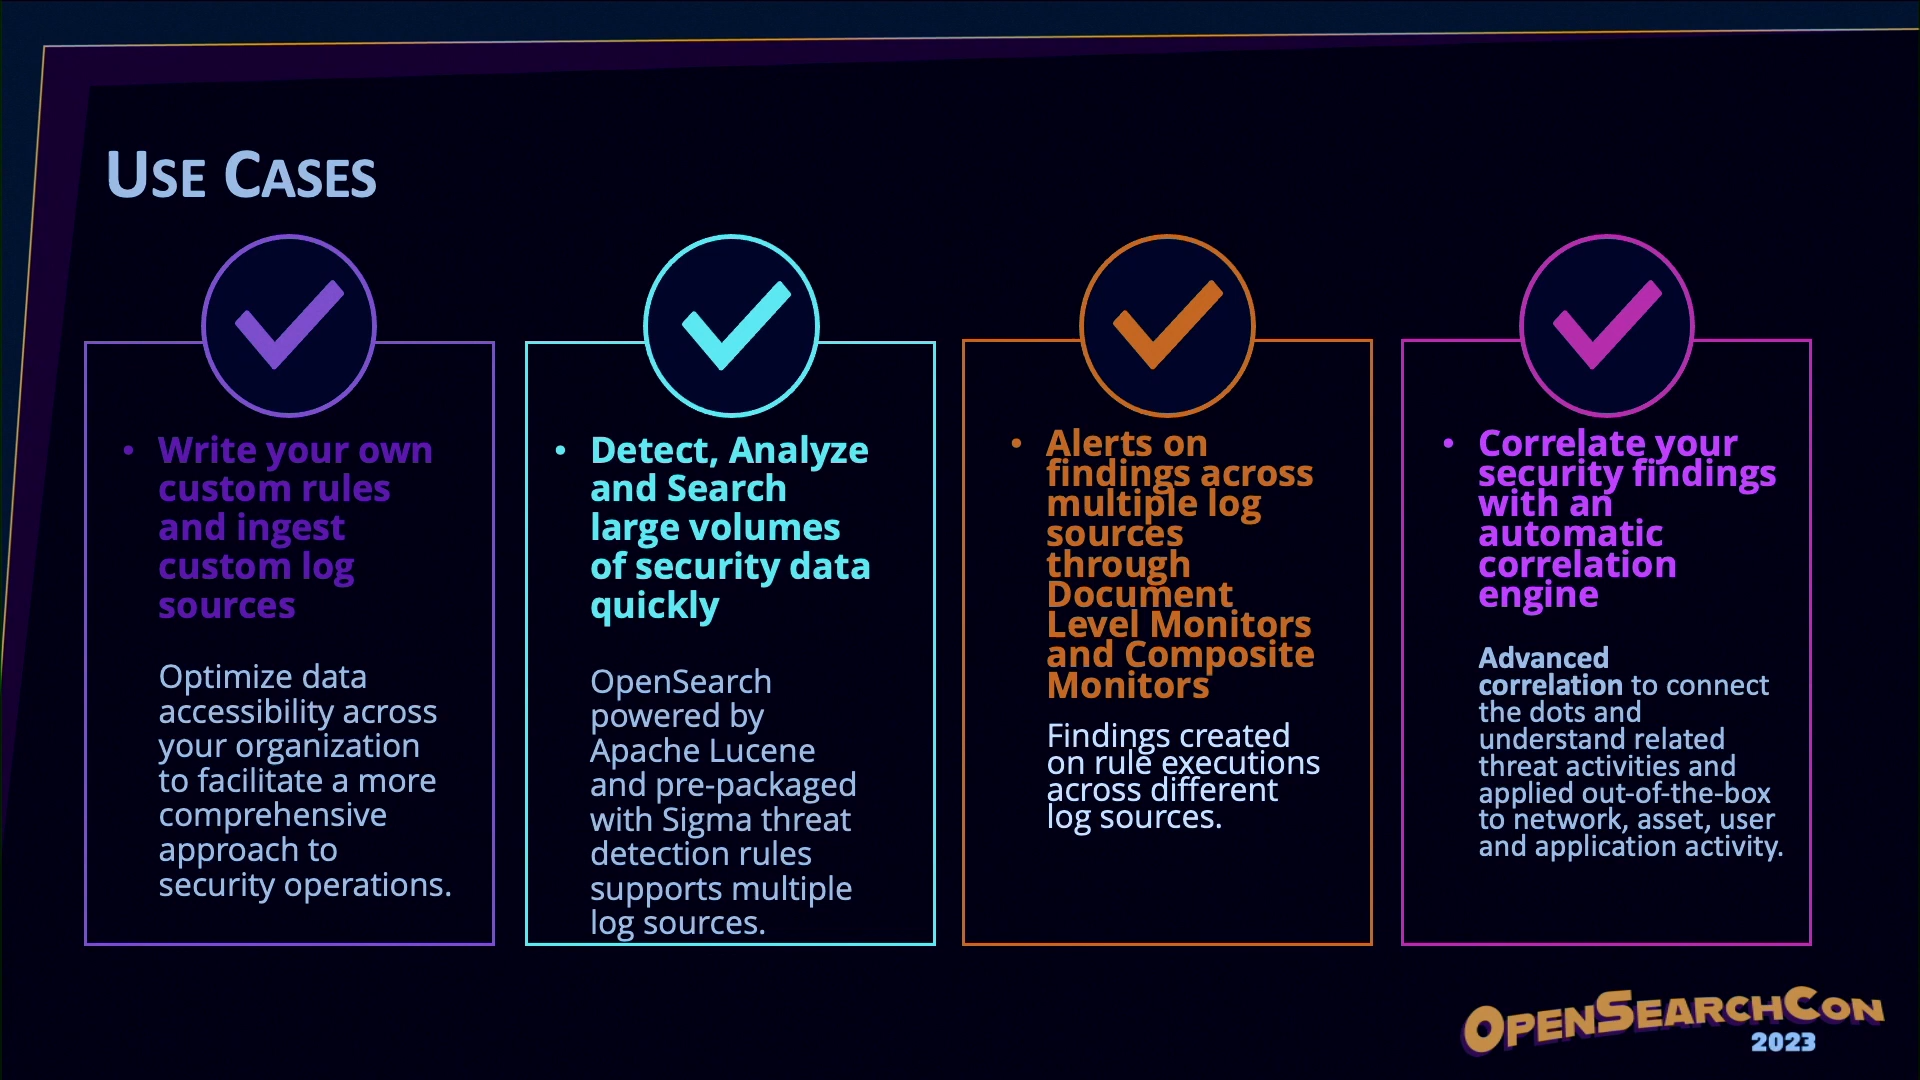 USE CASES
• Write your own
custom rules
and ingest
custom log
sources
Optimize data
accessibility across
your organization
to facilitate a more
comprehensive
approach to
security operations.
• Detect, Analyze
and Search
large volumes
of security data
quickly
OpenSearch
powered by
Apache Lucene
and pre-packaged
with Sigma threat
detection rules
supports multiple
log sources.
• Alerts on
findings across
multiple log
sources
through
Document
Level Monitors
and Composite
Monitors
Findings created
on rule executions
across different
log sources.
• Correlate your
security findings
with an
automatic
correlation
engine
Advanced
correlation to connect
the dots and
understand related
threat activities and
applied out-of-the-box
to network, asset, user
and application activity.
OPENSEARCHCON
2023